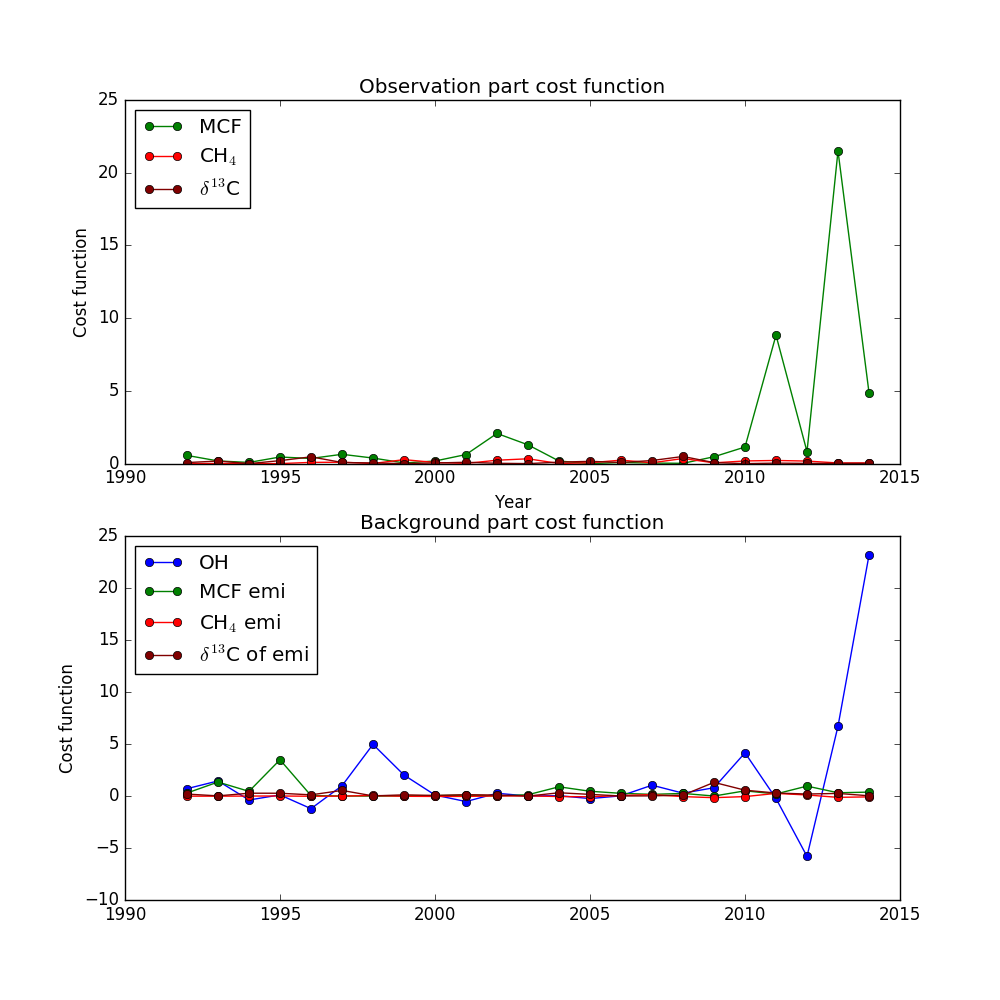 Observation part cost function
25
20
15
10
5
0
Cost function
MCF
CH₄
δ¹³C
1990 1995 2000 2005 2010 2015
Year
Background part cost function
25
20
15
10
5
0
−5
−10
Cost function
OH
MCF emi
CH₄ emi
δ¹³C of emi
1990 1995 2000 2005 2010 2015